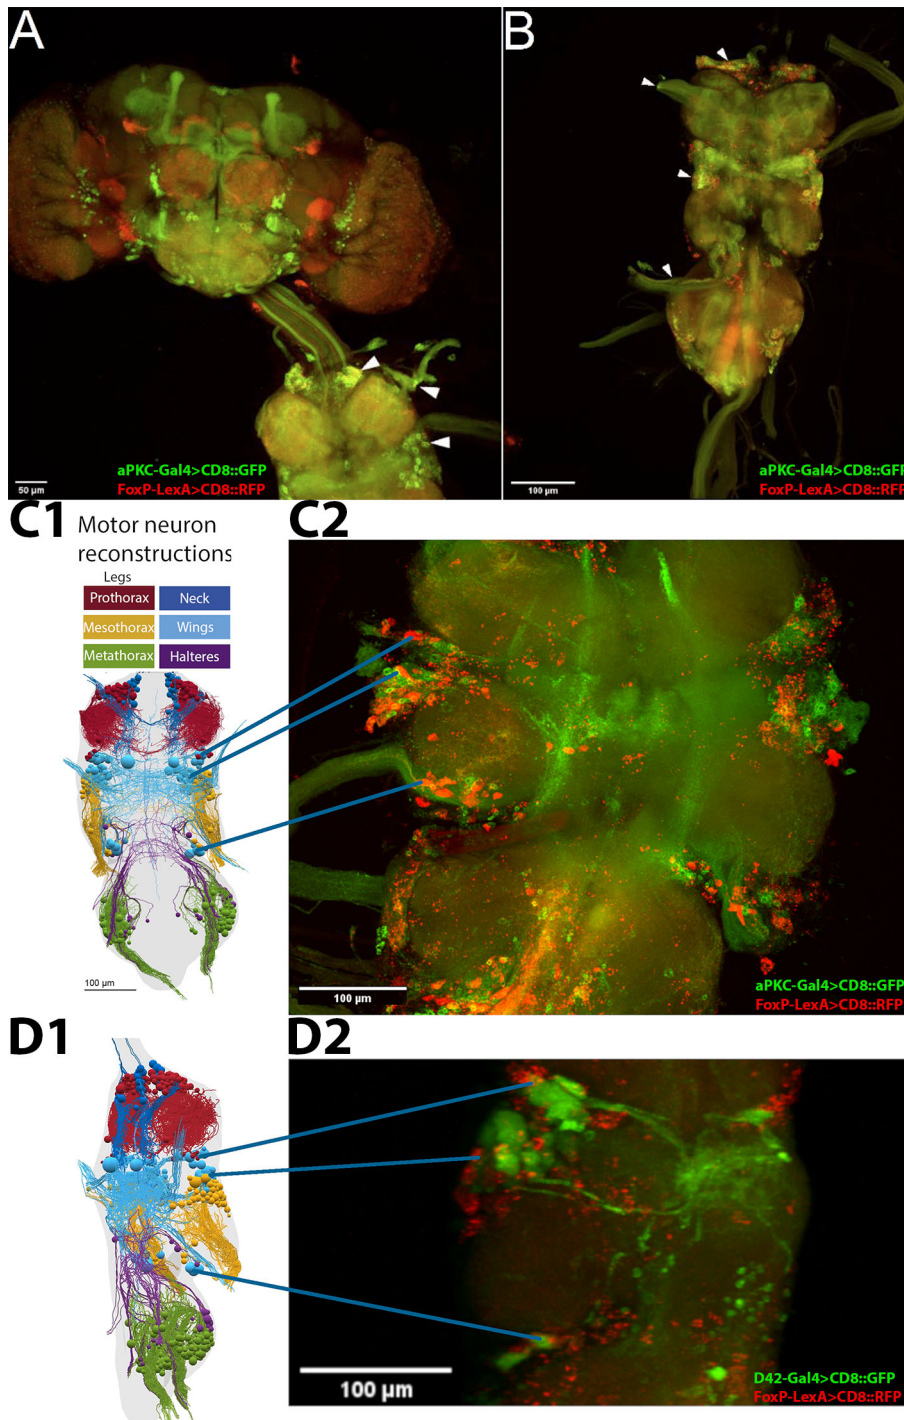 A
B
50 µm
aPKC-Gal4>CD8::GFP
FoxP-LexA>CD8::RFP
100 µm
aPKC-Gal4>CD8::GFP
FoxP-LexA>CD8::RFP
C1
Motor neuron
reconstructions
Legs
Prothorax
Neck
Mesothorax
Wings
Metathorax
Halteres
100 µm
C2
100 µm
aPKC-Gal4>CD8::GFP
FoxP-LexA>CD8::RFP
D1
D2
100 µm
D42-Gal4>CD8::GFP
FoxP-LexA>CD8::RFP